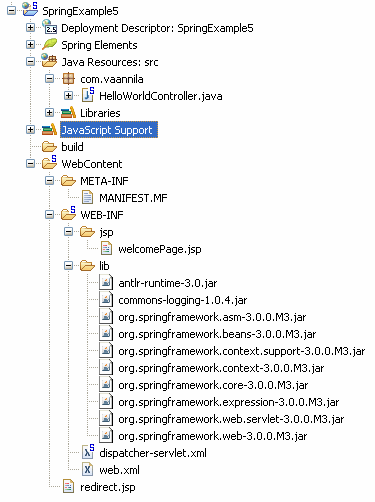 SpringExample5
Deployment Descriptor: SpringExample5
Spring Elements
Java Resources: src
com.vaannila
HelloWorldController.java
Libraries
JavaScript Support
build
WebContent
META-INF
MANIFEST.MF
WEB-INF
jsp
welcomePage.jsp
lib
antlr-runtime-3.0.jar
commons-logging-1.0.4.jar
org.springframework.asm-3.0.0.M3.jar
org.springframework.beans-3.0.0.M3.jar
org.springframework.context.support-3.0.0.M3.jar
org.springframework.context-3.0.0.M3.jar
org.springframework.core-3.0.0.M3.jar
org.springframework.expression-3.0.0.M3.jar
org.springframework.web.servlet-3.0.0.M3.jar
org.springframework.web-3.0.0.M3.jar
dispatcher-servlet.xml
web.xml
redirect.jsp